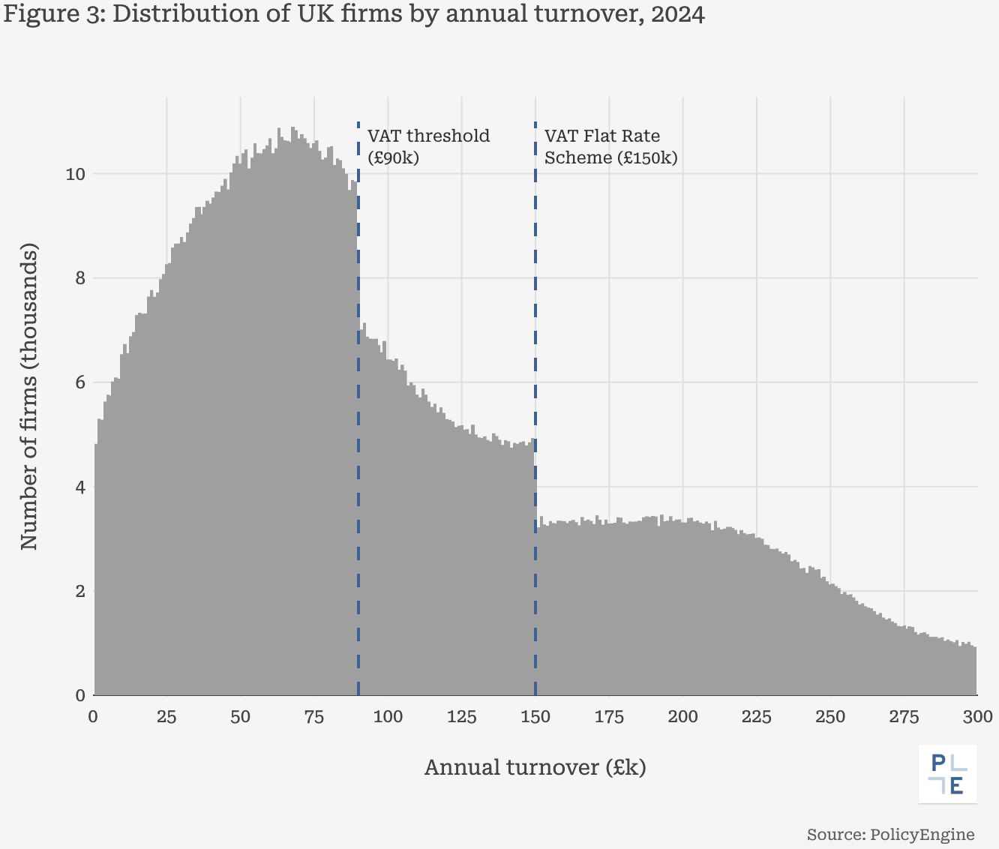 Figure 3: Distribution of UK firms by annual turnover, 2024
VAT threshold
(£90k)
VAT Flat Rate
Scheme (£150k)
Number of firms (thousands)
10
8
6
4
2
0
0 25 50 75 100 125 150 175 200 225 250 275 300
Annual turnover (£k)
P
E
Source: PolicyEngine